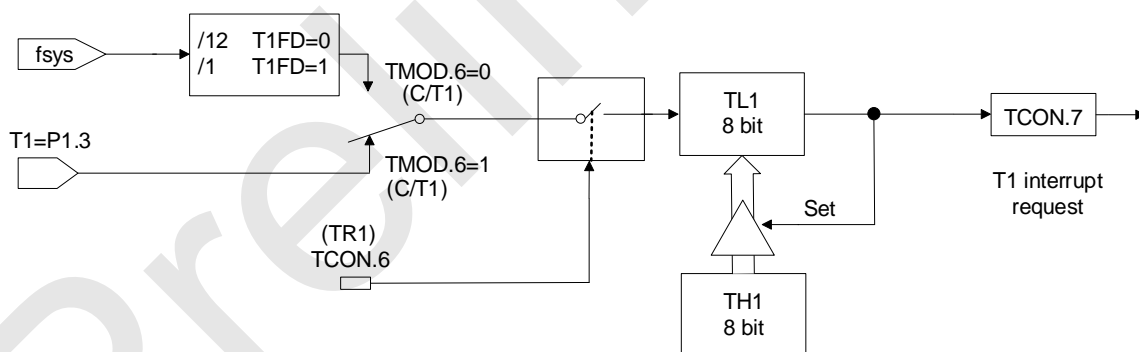 fsys
/12 T1FD=0
/1 T1FD=1
TMOD.6=0
(C/T1)
T1=P1.3
TMOD.6=1
(C/T1)
(TR1)
TCON.6
TL1
8 bit
TCON.7
T1 interrupt
request
Set
TH1
8 bit
Prelim